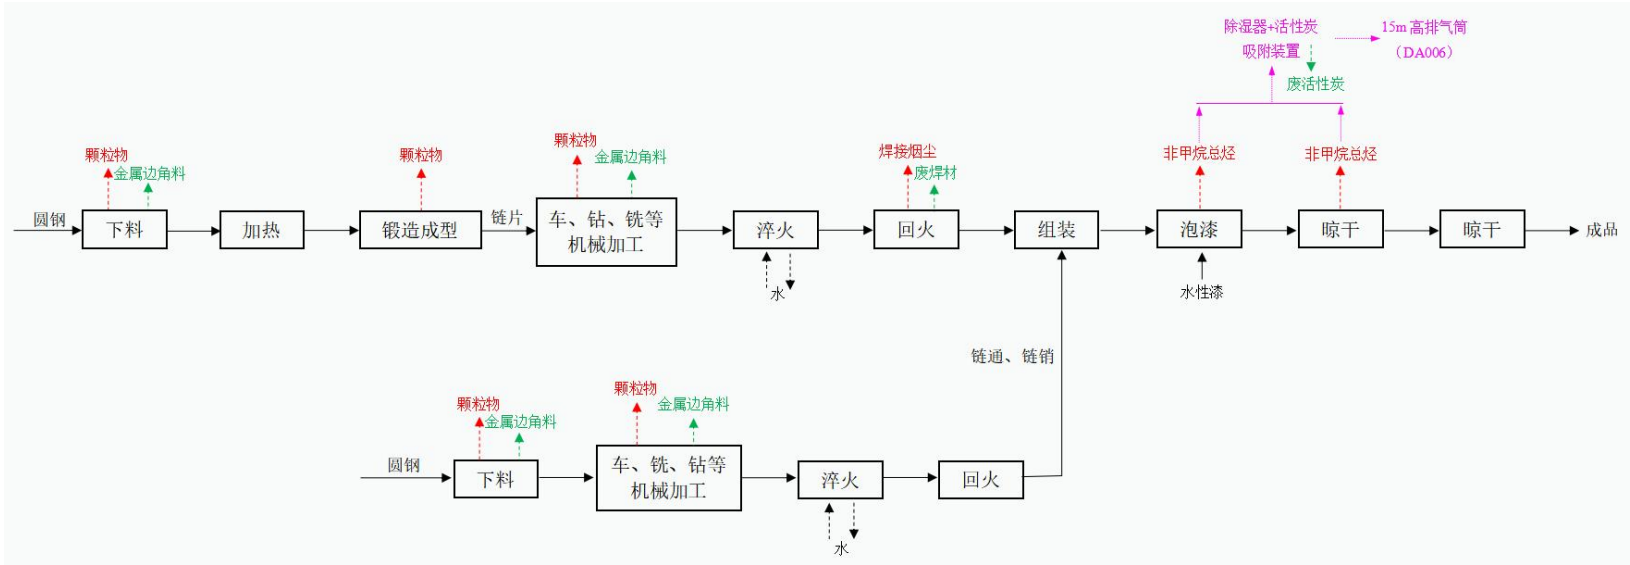 除湿器+活性炭
吸附装置
15m 高排气筒
（DA006）
废活性炭
颗粒物
金属边角料
颗粒物
颗粒物
金属边角料
焊接烟尘
废焊材
非甲烷总烃
非甲烷总烃
圆钢
下料
加热
锻造成型
链片
车、钻、铣等
机械加工
淬火
回火
组装
泡漆
晾干
晾干
成品
水
水性漆
链通、链销
颗粒物
金属边角料
颗粒物
金属边角料
圆钢
下料
车、铣、钻等
机械加工
淬火
回火
水